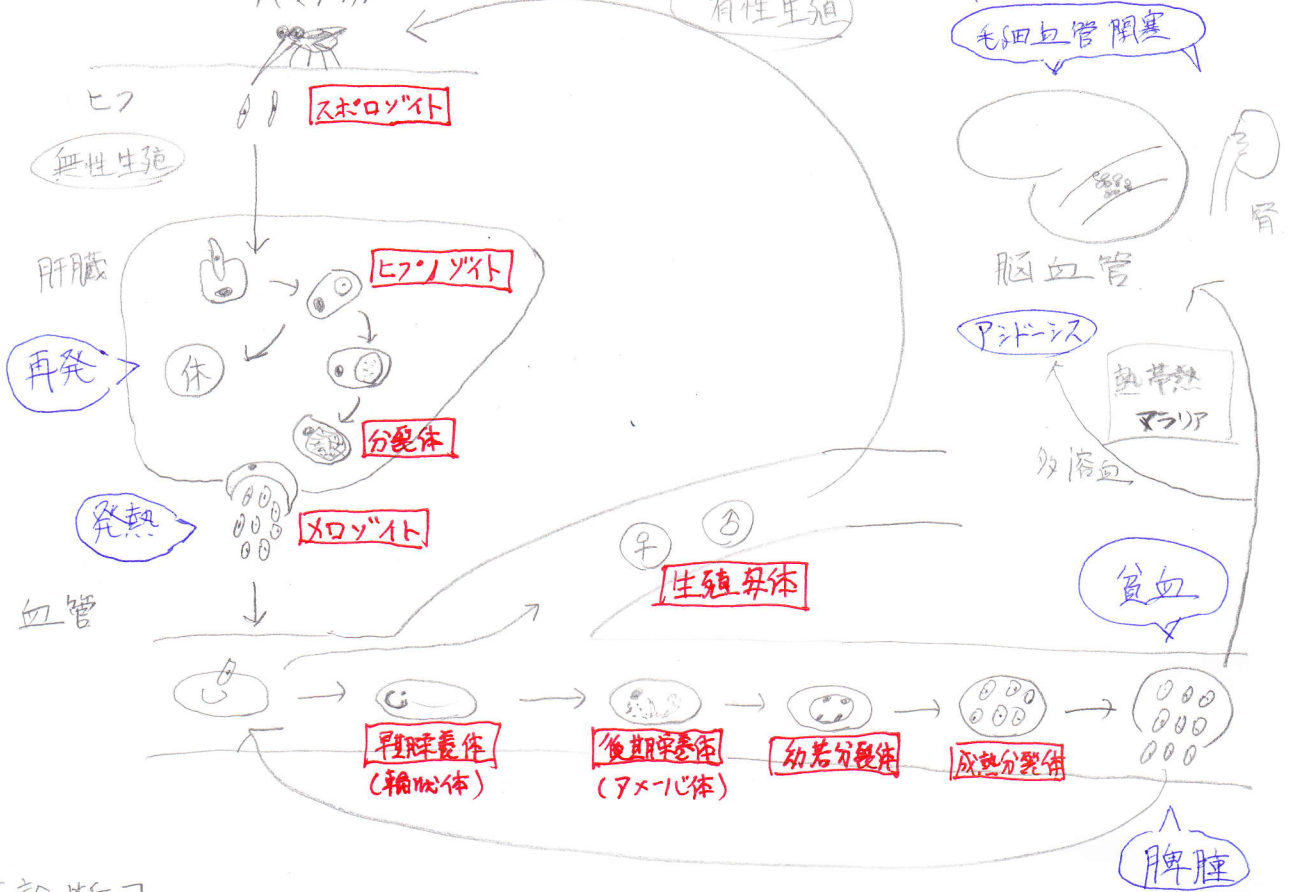 有性生殖
毛細血管閉塞
ヒフ
スポロゾイト
無性生殖
腎
肝臓
ヒプノゾイト
脳血管
アシドーシス
再発
休
熱帯熱
マラリア
分裂体
多溶血
発熱
メロゾイト
♀
♂
生殖母体
貧血
血管
早期栄養体
(輪状体)
後期栄養体
(アメーバ体)
幼若分裂体
成熟分裂体
脾腫